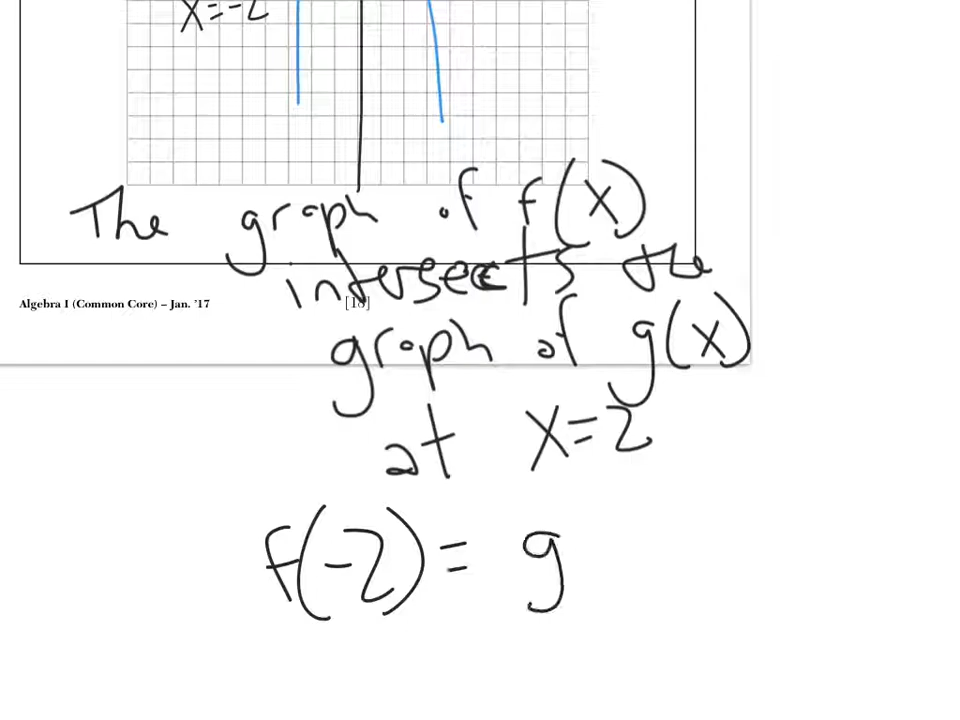 x=-2
The graph of f(x)
intersects the
Algebra I (Common Core) – Jan. ’17
[18]
graph of g(x)
at x=2
f(-2)= g